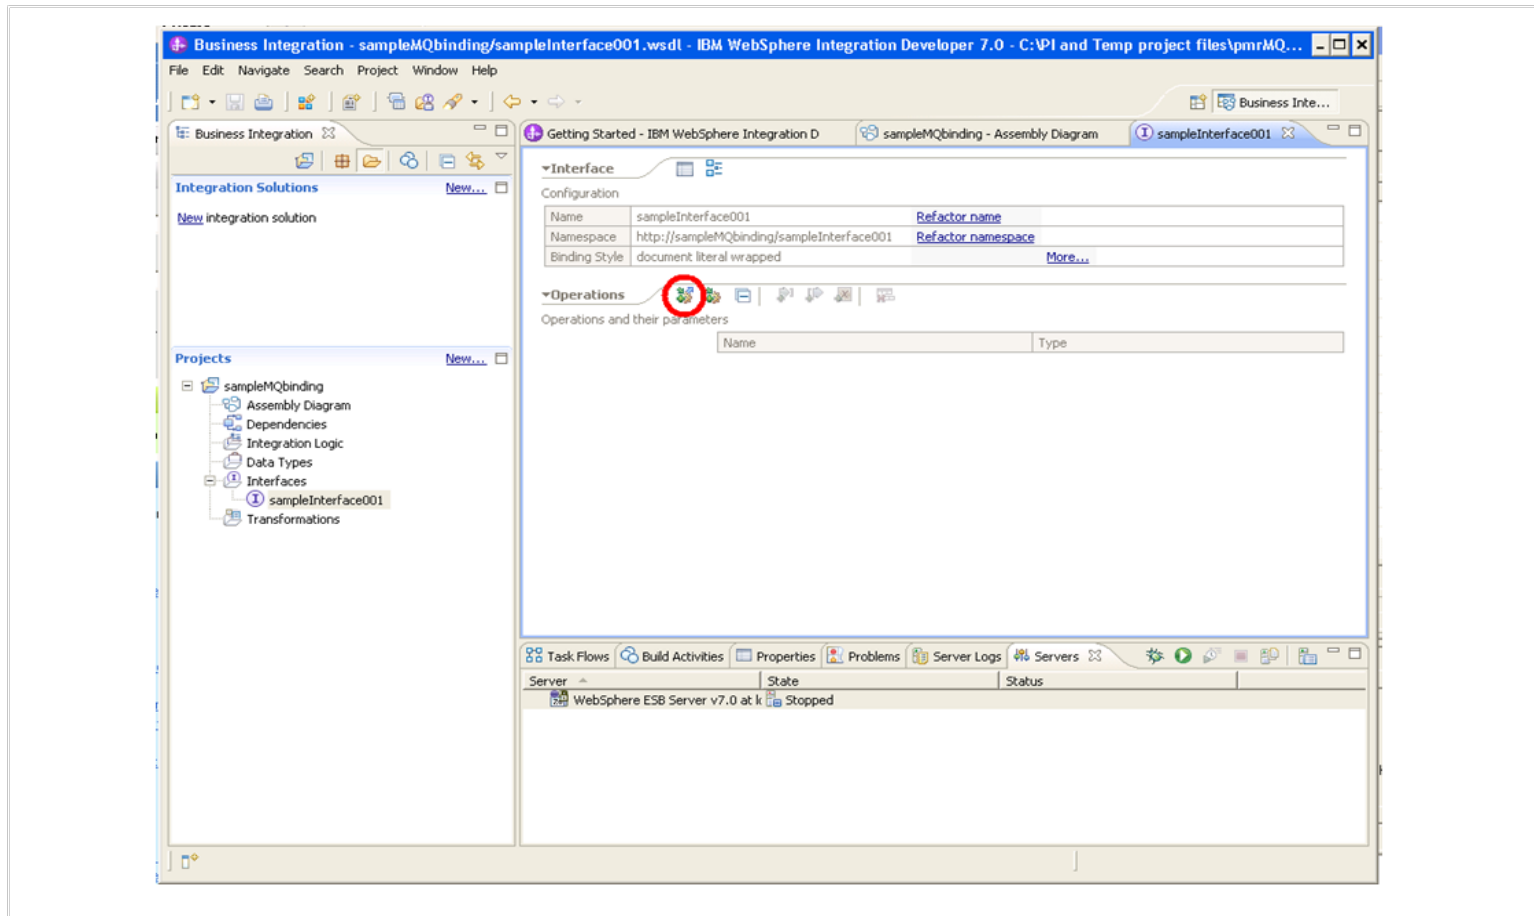 Business Integration - sampleMQbinding/sampleInterface001.wsdl - IBM WebSphere Integration Developer 7.0 - C:\PI and Temp project files\pmrMQ...
File Edit Navigate Search Project Window Help
Business Inte...
Business Integration
Getting Started - IBM WebSphere Integration D
sampleMQbinding - Assembly Diagram
sampleInterface001
Integration Solutions New...
New integration solution
Interface
Configuration
Name sampleInterface001 Refactor name
Namespace http://sampleMQbinding/sampleInterface001 Refactor namespace
Binding Style document literal wrapped More...
Operations
Operations and their parameters
Name Type
Projects New...
sampleMQbinding
Assembly Diagram
Dependencies
Integration Logic
Data Types
Interfaces
sampleInterface001
Transformations
Task Flows Build Activities Properties Problems Server Logs Servers
Server State Status
WebSphere ESB Server v7.0 at k Stopped